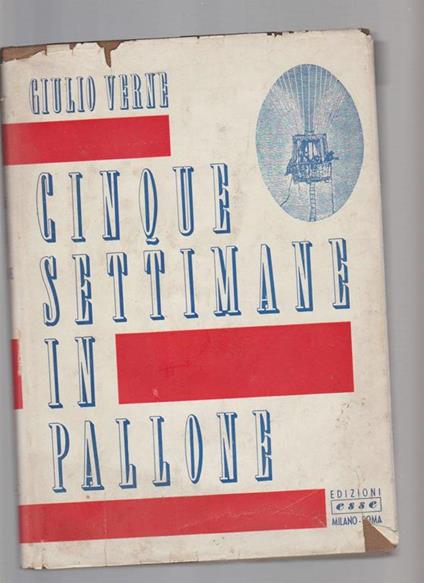 GIULIO VERNE
CINQUE
SETTIMANE
IN
PALLONE
EDIZIONI
esse
MILANO-ROMA